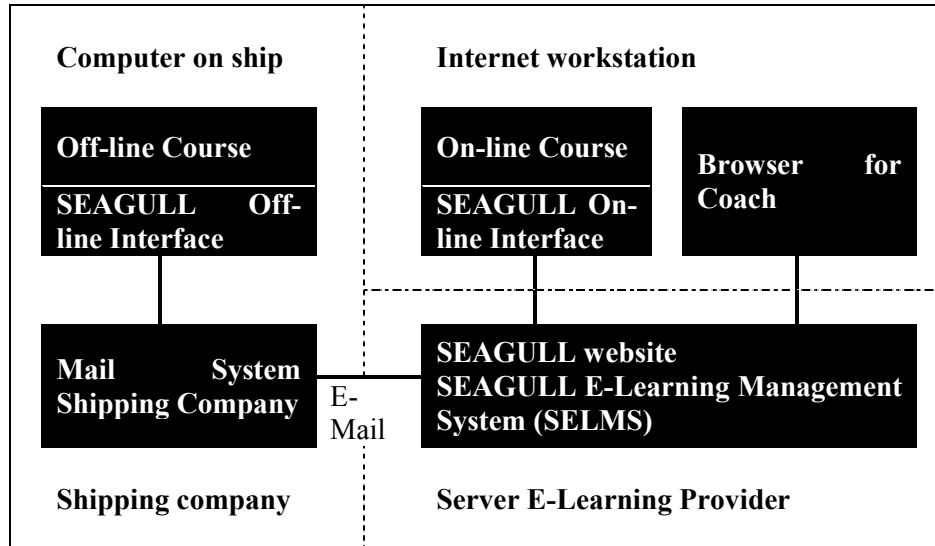 Computer on ship
Internet workstation
Off-line Course
SEAGULL Off-
line Interface
On-line Course
SEAGULL On-
line Interface
Browser for
Coach
Mail System
Shipping Company
E-
Mail
SEAGULL website
SEAGULL E-Learning Management
System (SELMS)
Shipping company
Server E-Learning Provider